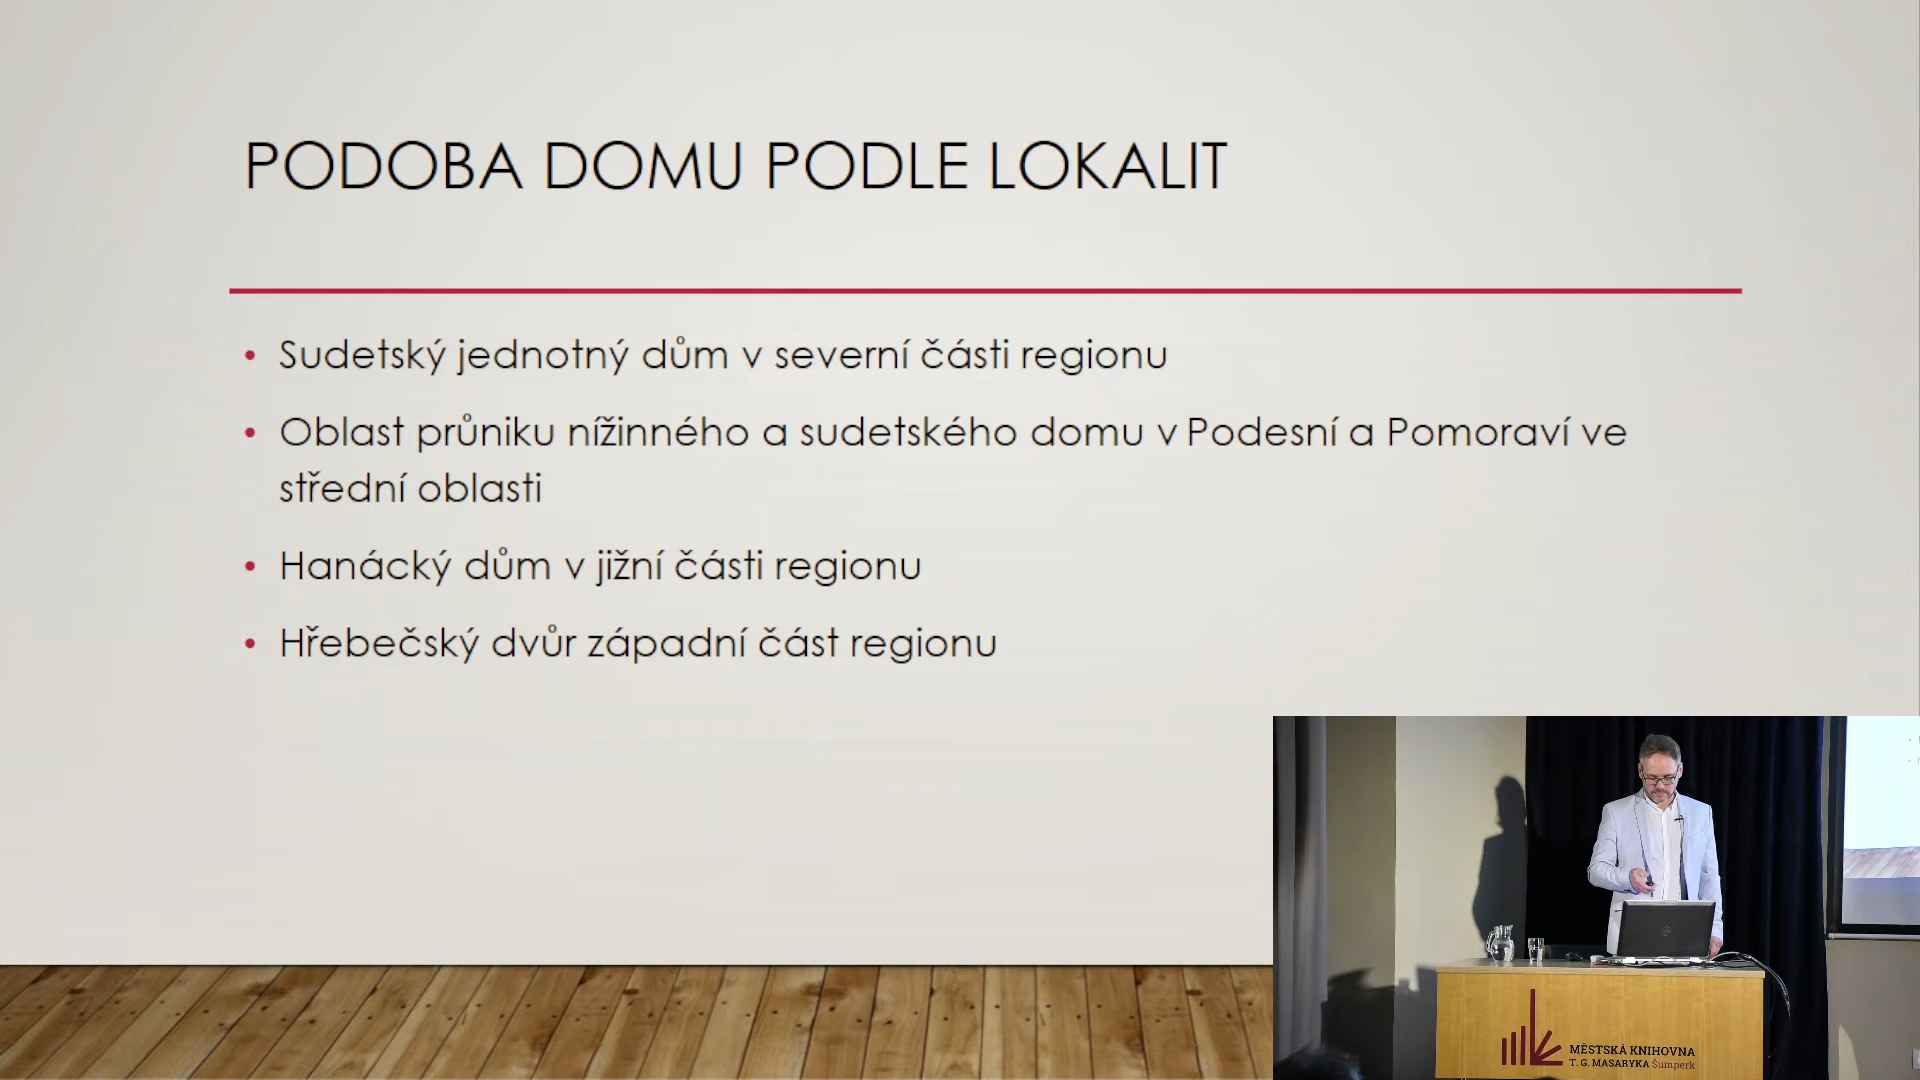 PODOBA DOMU PODLE LOKALIT
• Sudetský jednotný dům v severní části regionu
• Oblast průniku nížinného a sudetského domu v Podesní a Pomoraví ve
střední oblasti
• Hanácký dům v jižní části regionu
• Hřebečský dvůr západní část regionu
MĚSTSKÁ KNIHOVNA
T. G. MASARYKA Šumperk